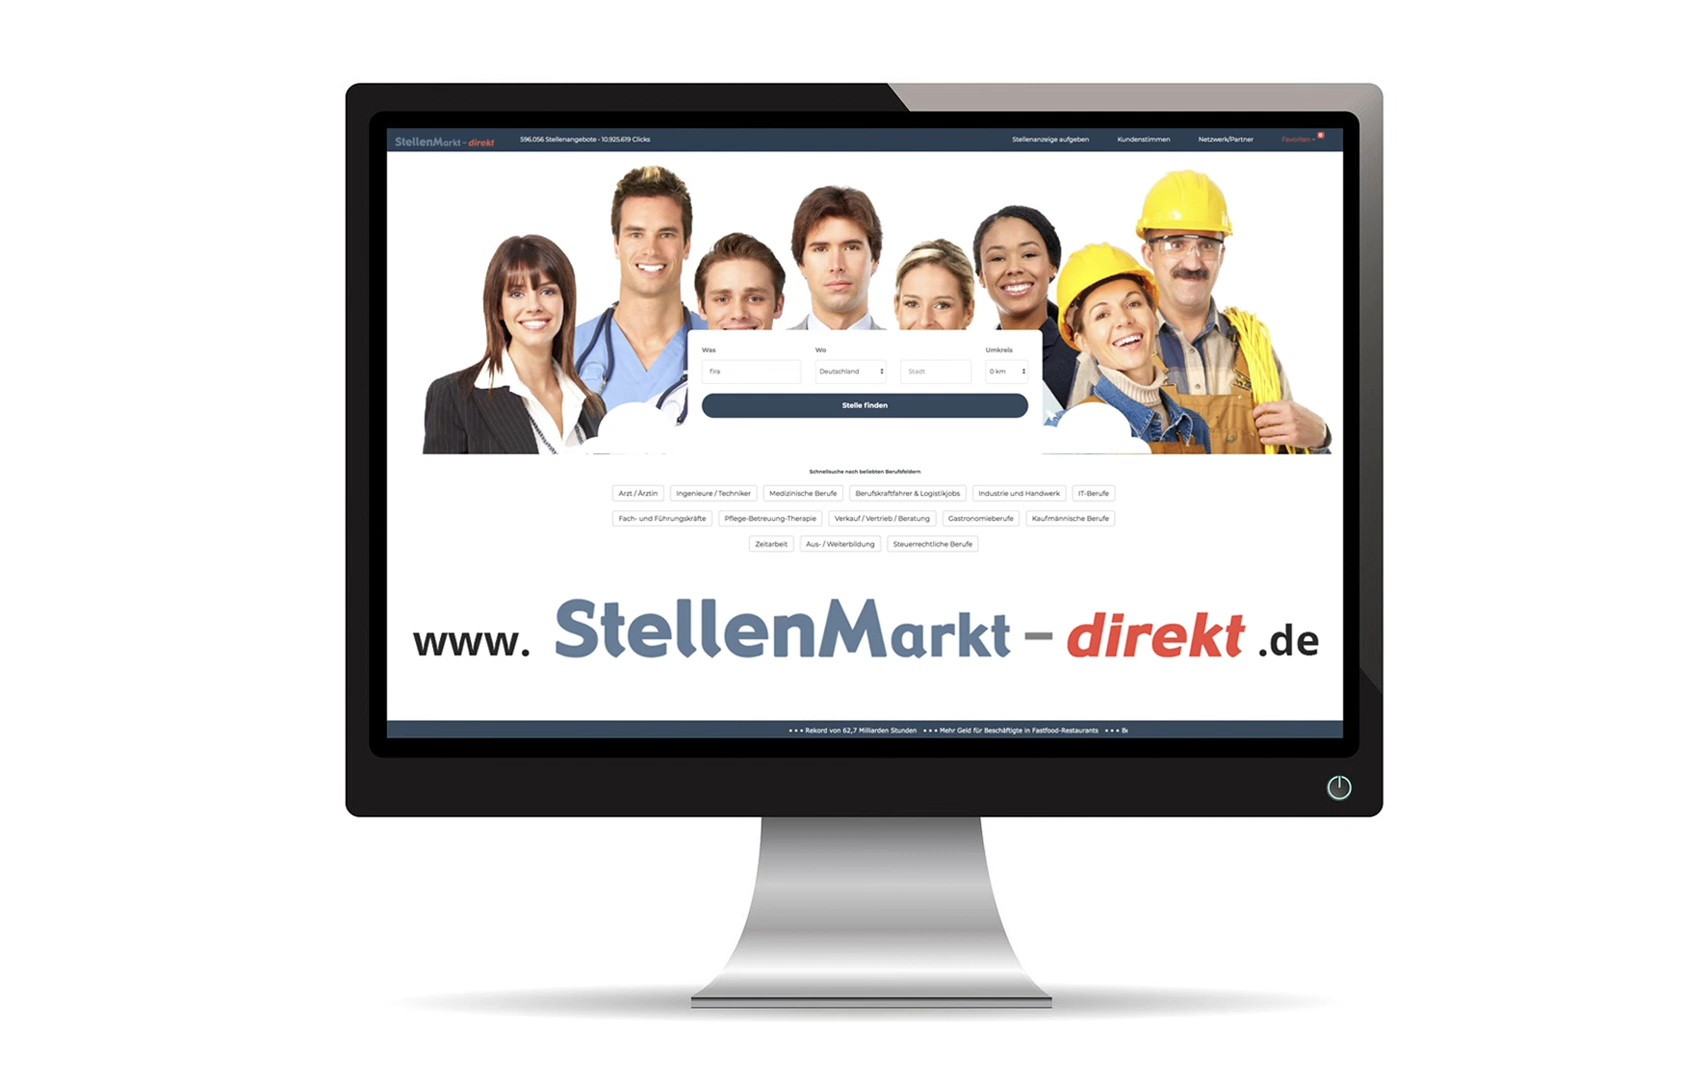 StellenMarkt - direkt 596.056 Stellenangebote • 10.925.619 Clicks Stellenanzeige aufgeben Kundenstimmen Netzwerk/Partner Favoriten
Was Wo Umkreis
fira Deutschland Stadt 0 km
Stelle finden
Schnellsuche nach beliebten Berufsfeldern
Arzt / Ärztin Ingenieure / Techniker Medizinische Berufe Berufskraftfahrer & Logistikjobs Industrie und Handwerk IT-Berufe
Fach- und Führungskräfte Pflege-Betreuung-Therapie Verkauf / Vertrieb / Beratung Gastronomieberufe Kaufmännische Berufe
Zeitarbeit Aus- / Weiterbildung Steuerrechtliche Berufe
www. StellenMarkt - direkt .de
• • • Rekord von 62,7 Milliarden Stunden • • • Mehr Geld für Beschäftigte in Fastfood-Restaurants • • •